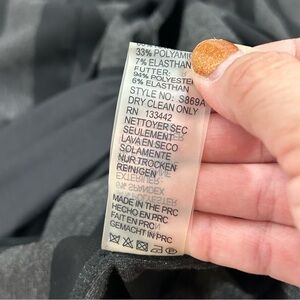 33% POLYAMID
7% ELASTHAN
FUTTER:
94% POLYESTER
6% ELASTHAN
STYLE NO: S869A
DRY CLEAN ONLY
RN 133442
NETTOYER SEC
SEULEMENT
LAVA EN SECO
SOLAMENTE
NUR TROCKEN
REINIGEN
MADE IN THE PRC
HECHO EN PRC
FAIT EN PRC
GEMACHT IN PRC